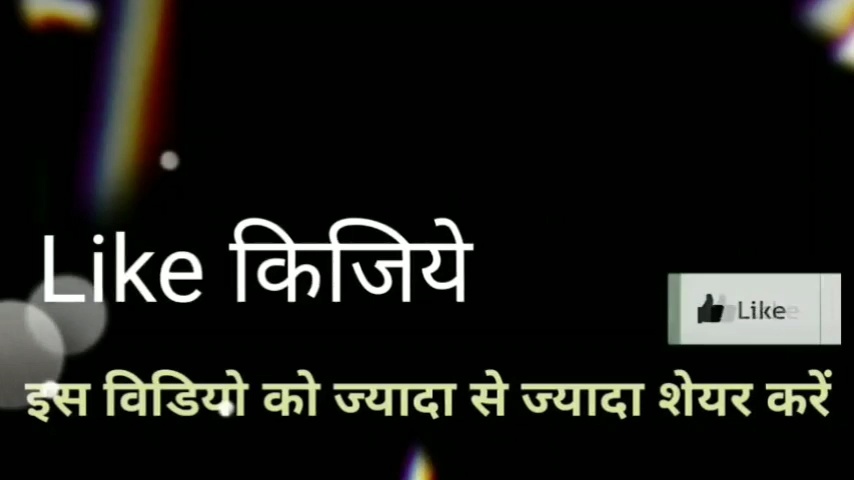 Like किजिये
Like
इस विडियो को ज्यादा से ज्यादा शेयर करें